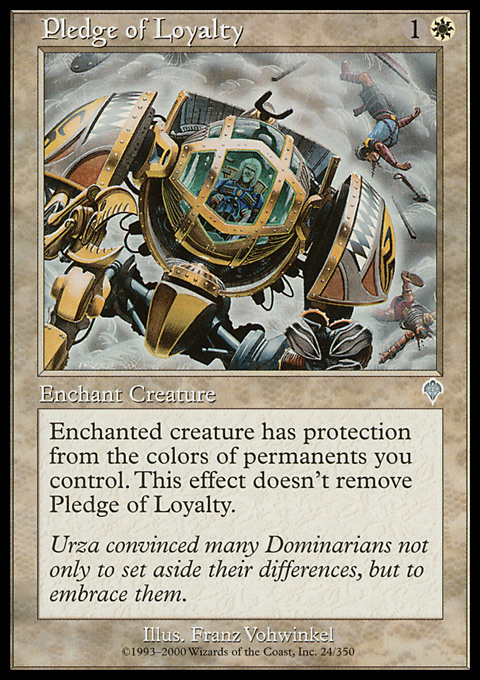 Pledge of Loyalty 1
Enchant Creature
Enchanted creature has protection
from the colors of permanents you
control. This effect doesn't remove
Pledge of Loyalty.
Urza convinced many Dominarians not
only to set aside their differences, but to
embrace them.
Illus. Franz Vohwinkel
©1993–2000 Wizards of the Coast, Inc. 24/350